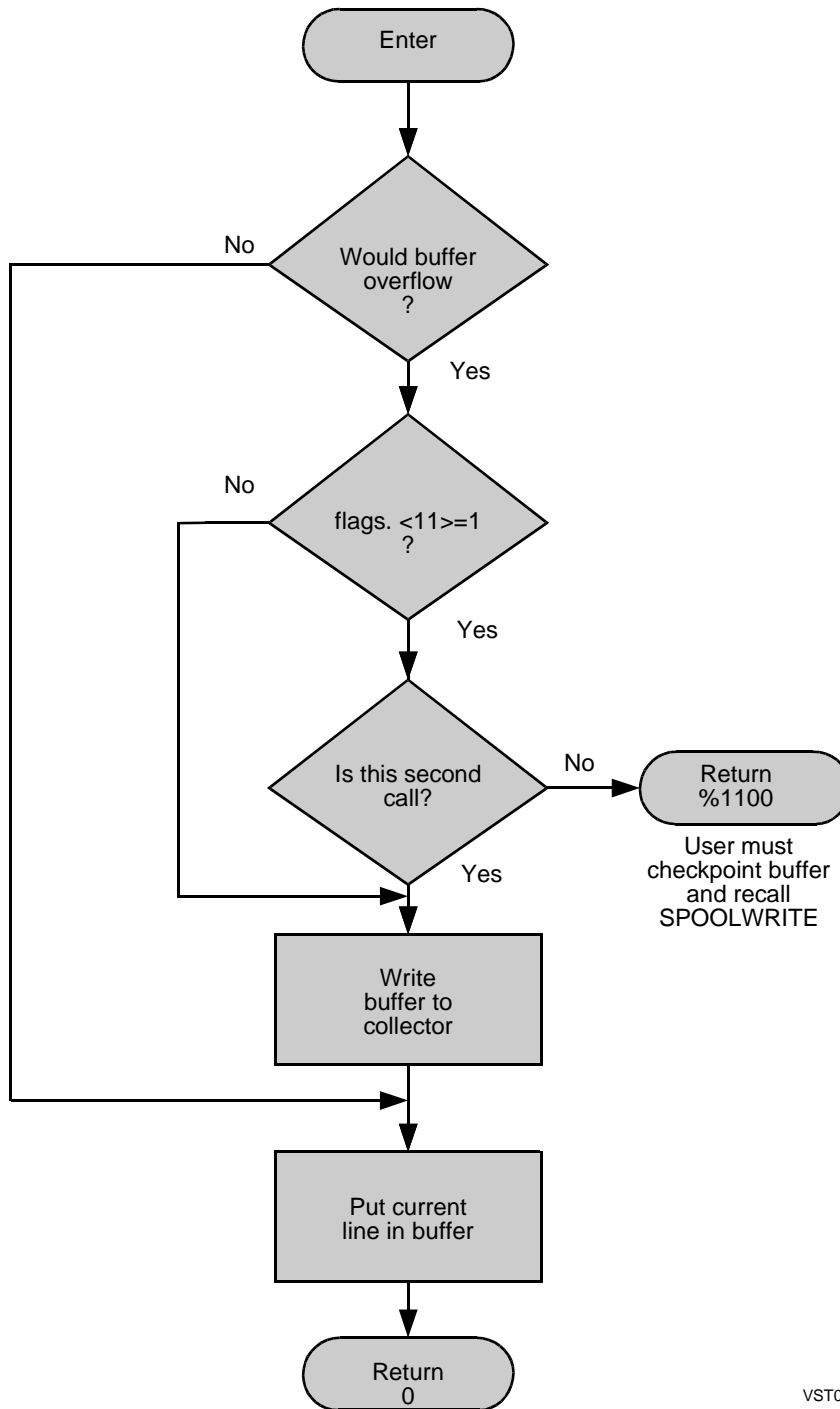 Enter
No
Would buffer
overflow
?
Yes
No
flags. <11>=1
?
Yes
Is this second
call?
No
Return
%1100
User must
checkpoint buffer
and recall
SPOOLWRITE
Yes
Write
buffer to
collector
Put current
line in buffer
Return
0